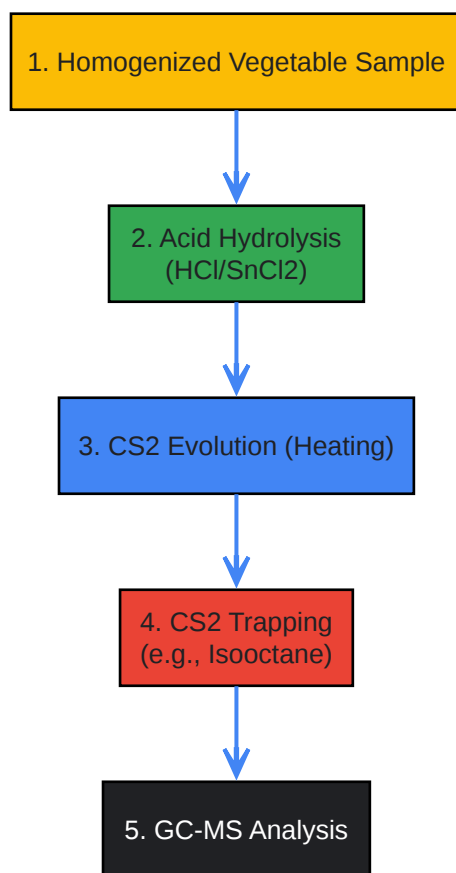 1. Homogenized Vegetable Sample
2. Acid Hydrolysis
(HCl/SnCl2)
3. CS2 Evolution (Heating)
4. CS2 Trapping
(e.g., Isooctane)
5. GC-MS Analysis